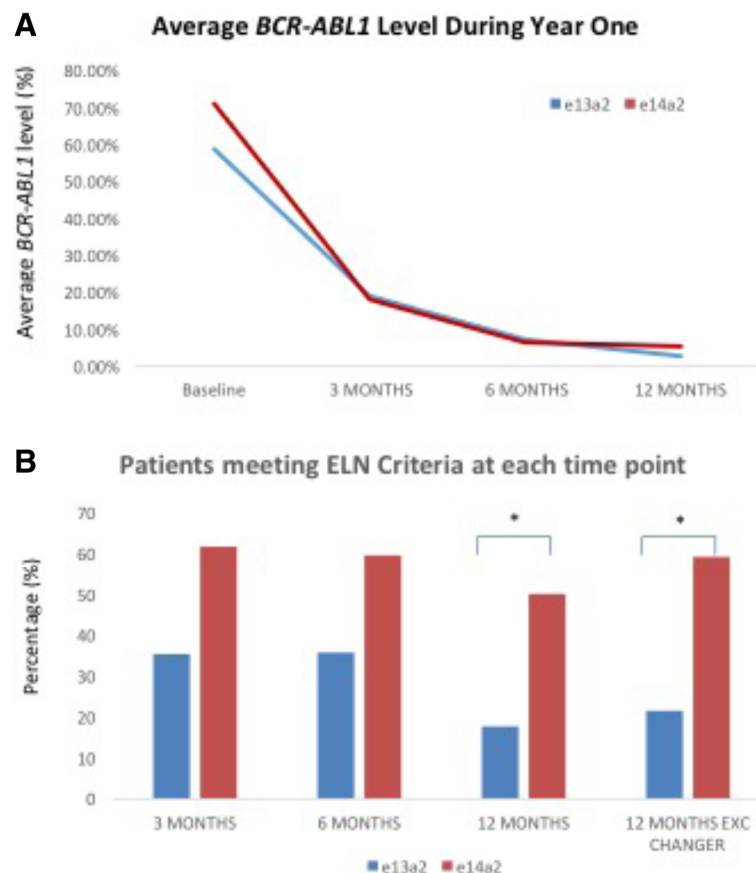 A
Average BCR-ABL1 Level During Year One
Average BCR-ABL1 level (%)
80.00%
70.00%
60.00%
50.00%
40.00%
30.00%
20.00%
10.00%
0.00%
e13a2 e14a2
Baseline 3 MONTHS 6 MONTHS 12 MONTHS
B
Patients meeting ELN Criteria at each time point
Percentage (%)
70
60
50
40
30
20
10
0
* *
3 MONTHS 6 MONTHS 12 MONTHS 12 MONTHS EXC
CHANGER
e13a2 e14a2